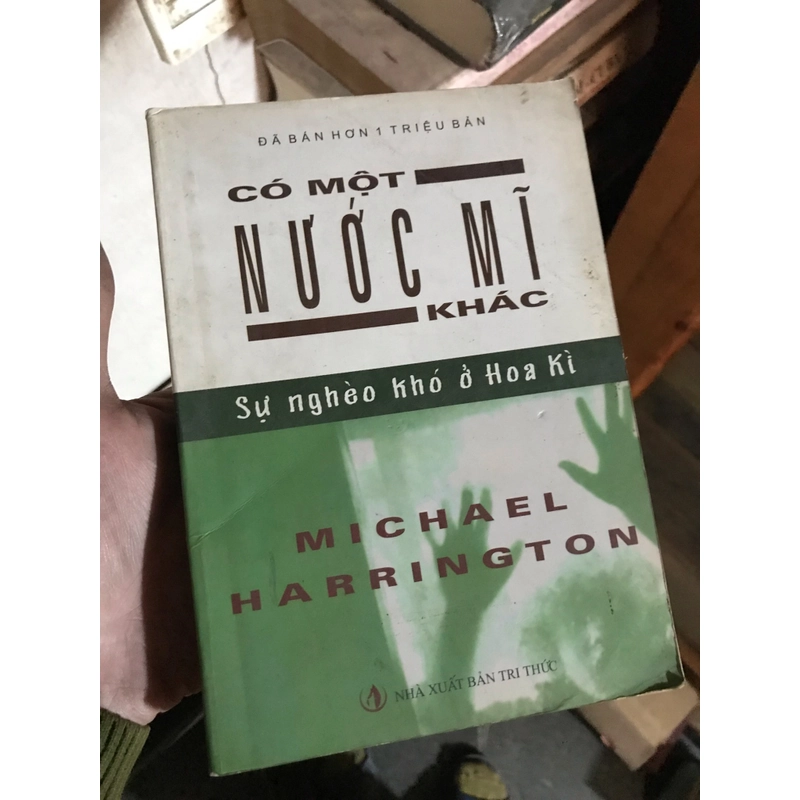 ĐÃ BÁN HƠN 1 TRIỆU BẢN
CÓ MỘT
NƯỚC MĨ
KHÁC
Sự nghèo khó ở Hoa Kì
MICHAEL
HARRINGTON
NHÀ XUẤT BẢN TRI THỨC